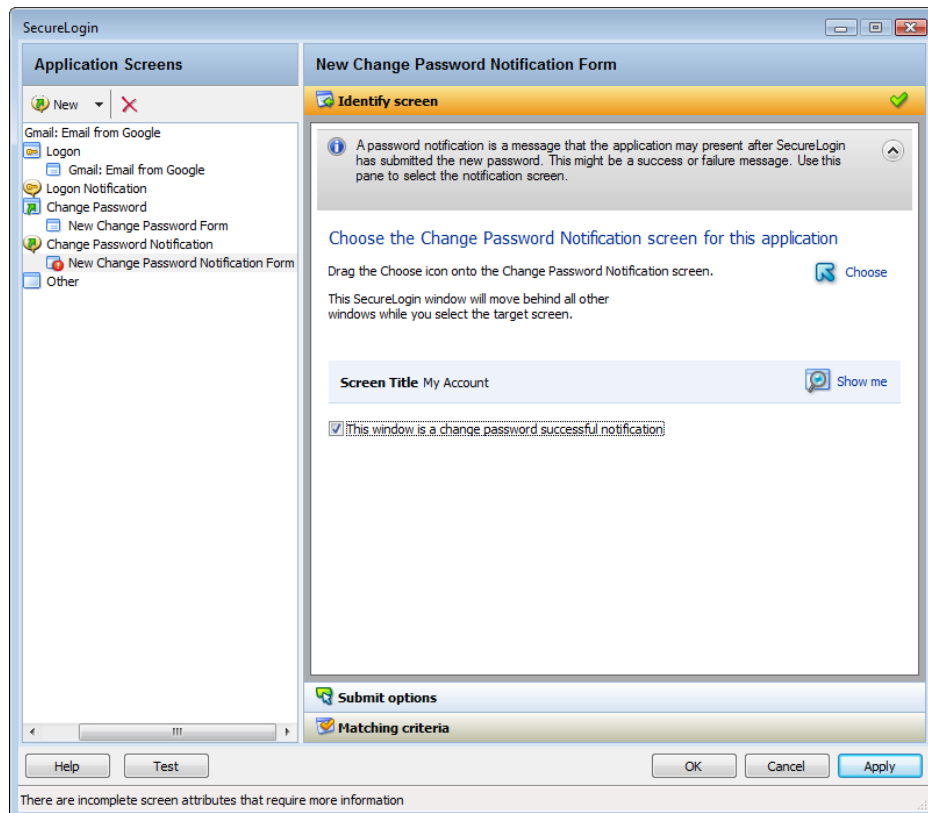 SecureLogin
Application Screens
New
Gmail: Email from Google
Logon
Gmail: Email from Google
Logon Notification
Change Password
New Change Password Form
Change Password Notification
New Change Password Notification Form
Other
New Change Password Notification Form
Identify screen
A password notification is a message that the application may present after SecureLogin
has submitted the new password. This might be a success or failure message. Use this
pane to select the notification screen.
Choose the Change Password Notification screen for this application
Drag the Choose icon onto the Change Password Notification screen.
Choose
This SecureLogin window will move behind all other
windows while you select the target screen.
Screen Title My Account
Show me
This window is a change password successful notification
Submit options
Matching criteria
Help
Test
OK
Cancel
Apply
There are incomplete screen attributes that require more information